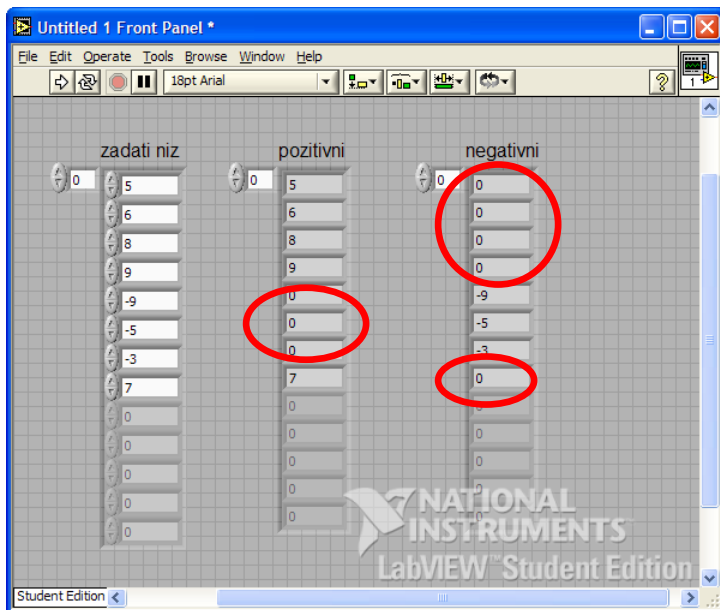 Untitled 1 Front Panel *
File Edit Operate Tools Browse Window Help
18pt Arial
1
zadati niz pozitivni negativni
0 5 0 5 0 0
6 6 0
8 8 0
9 9 0
-9 0 -9
-5 0 -5
-3 0 -3
7 7 0
0 0 0
0 0 0
0 0 0
0 0 0
0 0 0
NATIONAL
INSTRUMENTS
LabVIEW™ Student Edition
Student Edition